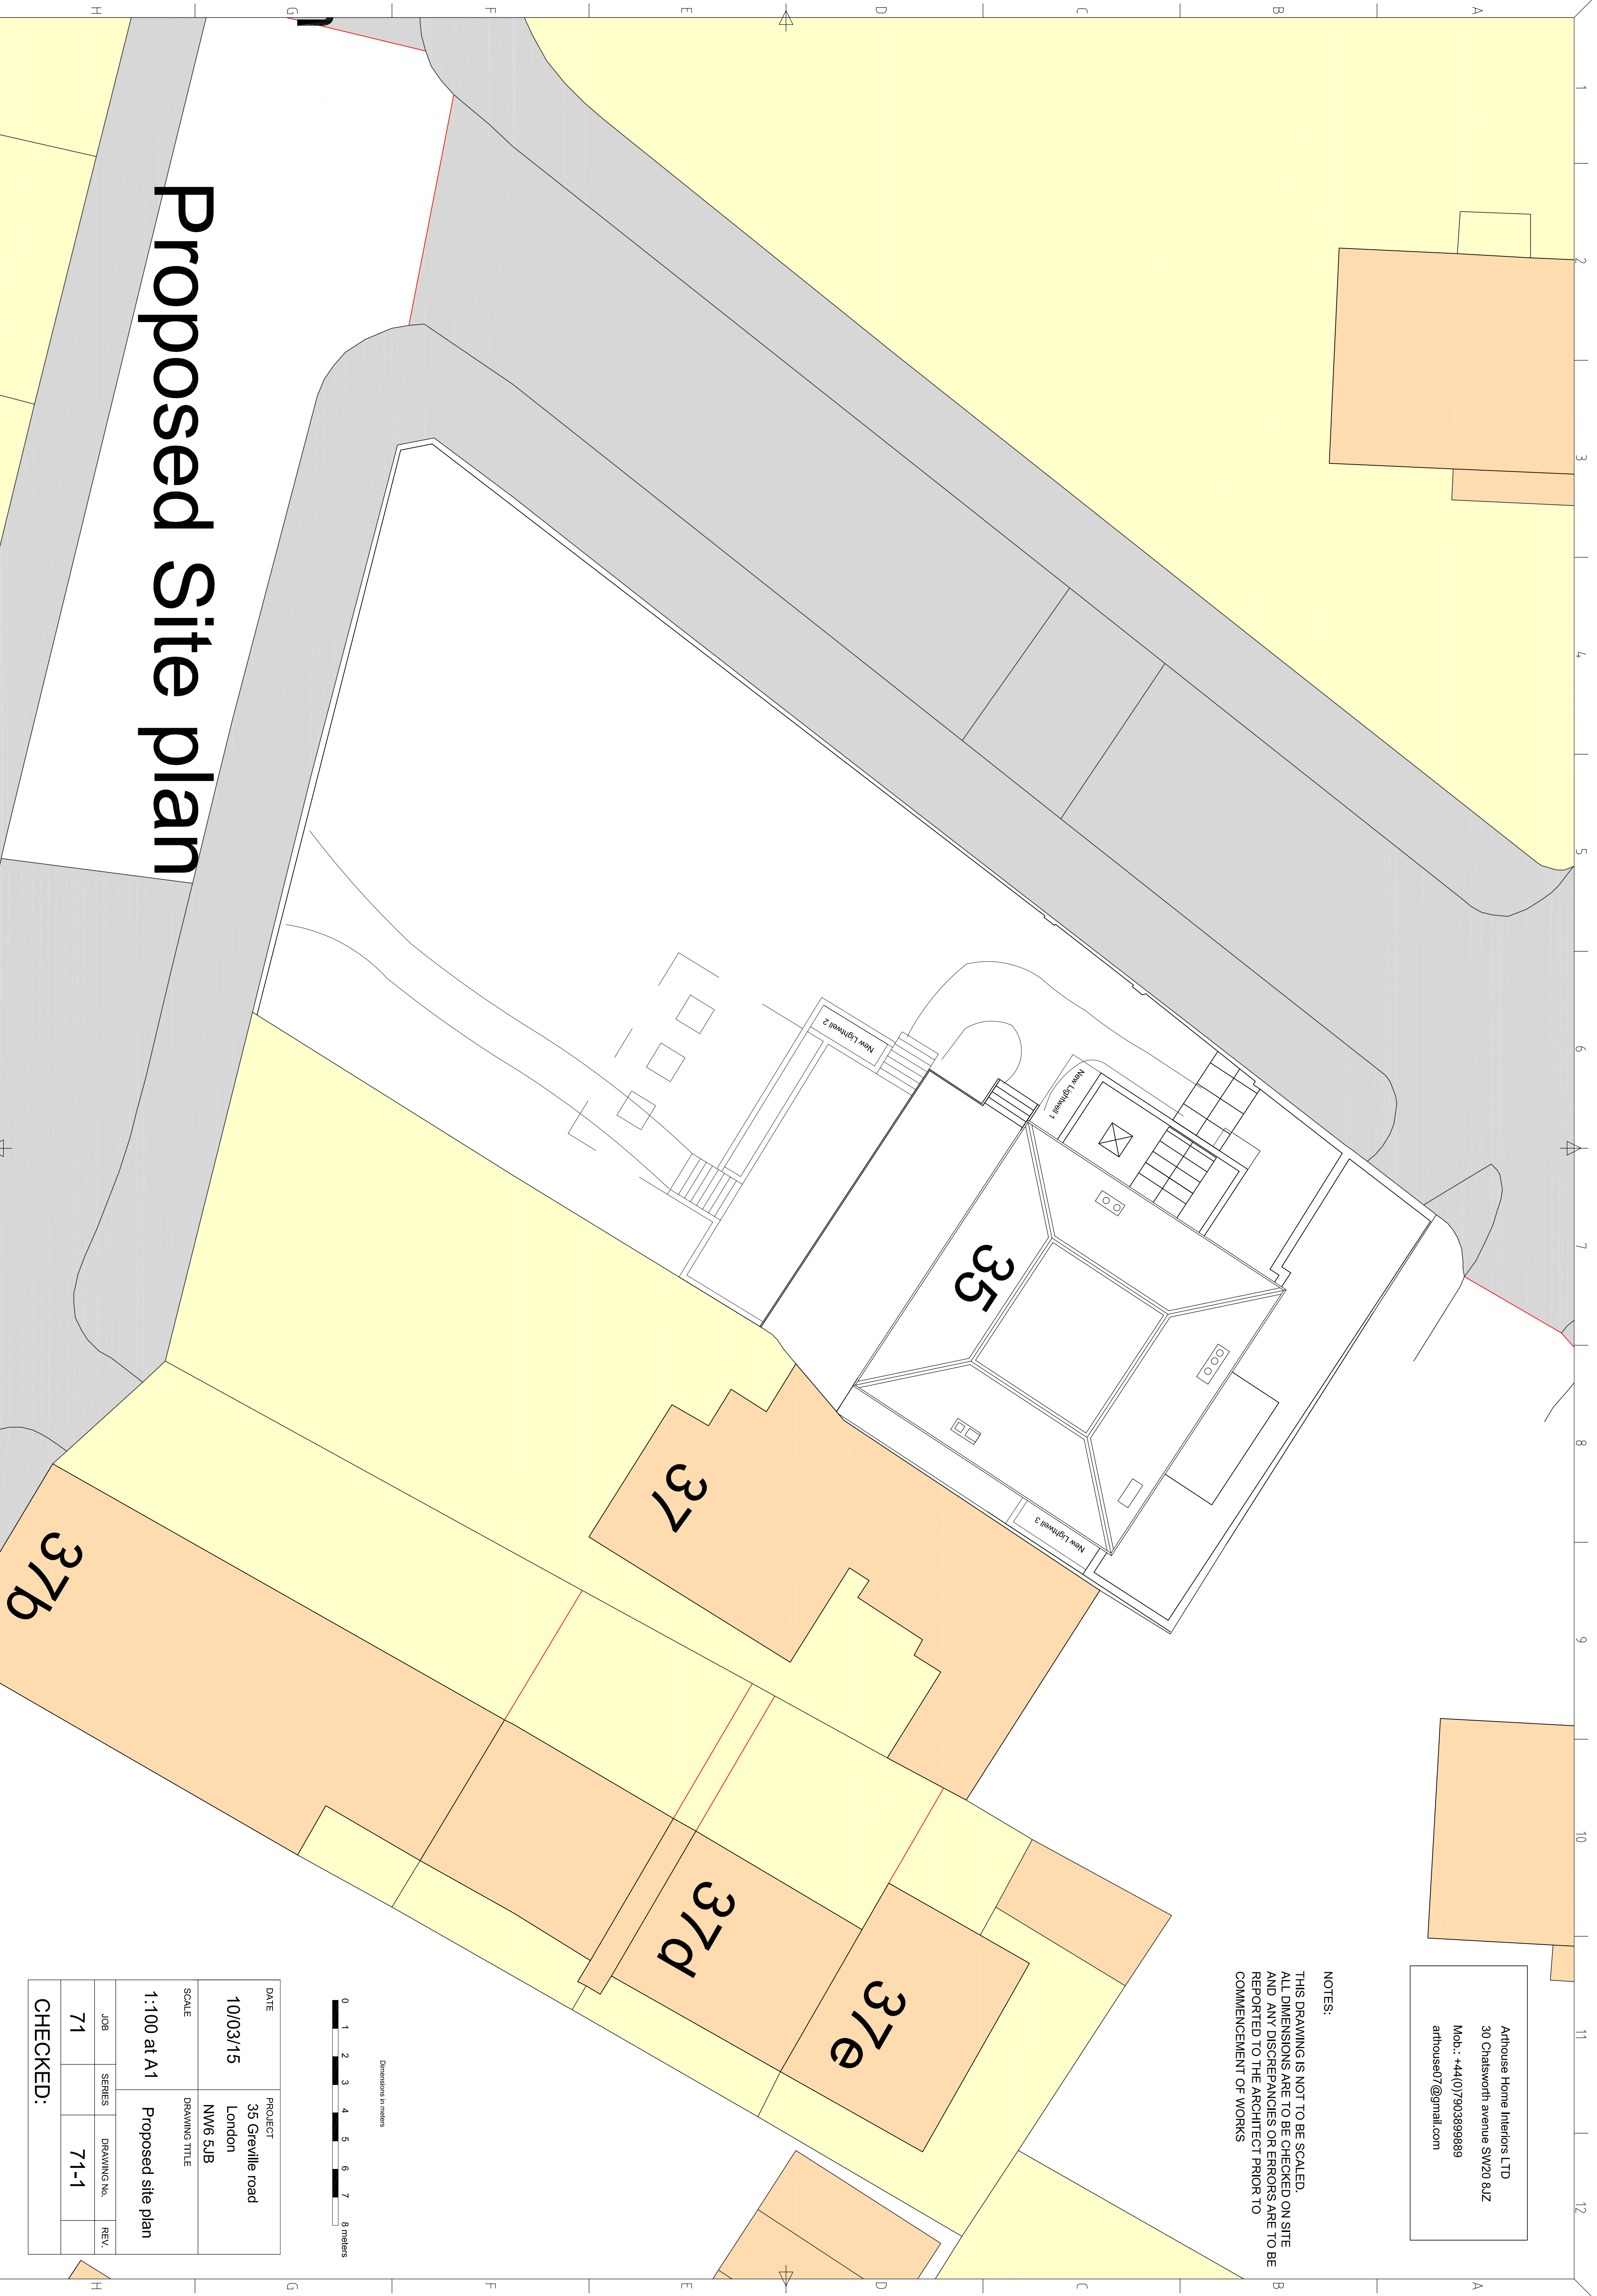 Arthouse Home Interiors LTD
30 Chatsworth avenue SW20 8JZ
Mob.: +44(0)7903899889
arthouse07@gmail.com
NOTES:
THIS DRAWING IS NOT TO BE SCALED.
ALL DIMENSIONS ARE TO BE CHECKED ON SITE
AND ANY DISCREPANCIES OR ERRORS ARE TO BE
REPORTED TO THE ARCHITECT PRIOR TO
COMMENCEMENT OF WORKS
1 2 3 4 5 6 7 8 9 10 11 12
A
B
C
D
E
F
G
H
A
B
C
D
E
F
G
H
New Lightwell 1
New Lightwell 2
New Lightwell 3
35
37
37b
37d
37e
Proposed Site plan
Dimensions in meters
0 1 2 3 4 5 6 7 8 meters
DATE
10/03/15
PROJECT
35 Greville road
London
NW6 5JB
SCALE
1:100 at A1
DRAWING TITLE
Proposed site plan
JOB SERIES DRAWING No. REV.
71 71-1
CHECKED: